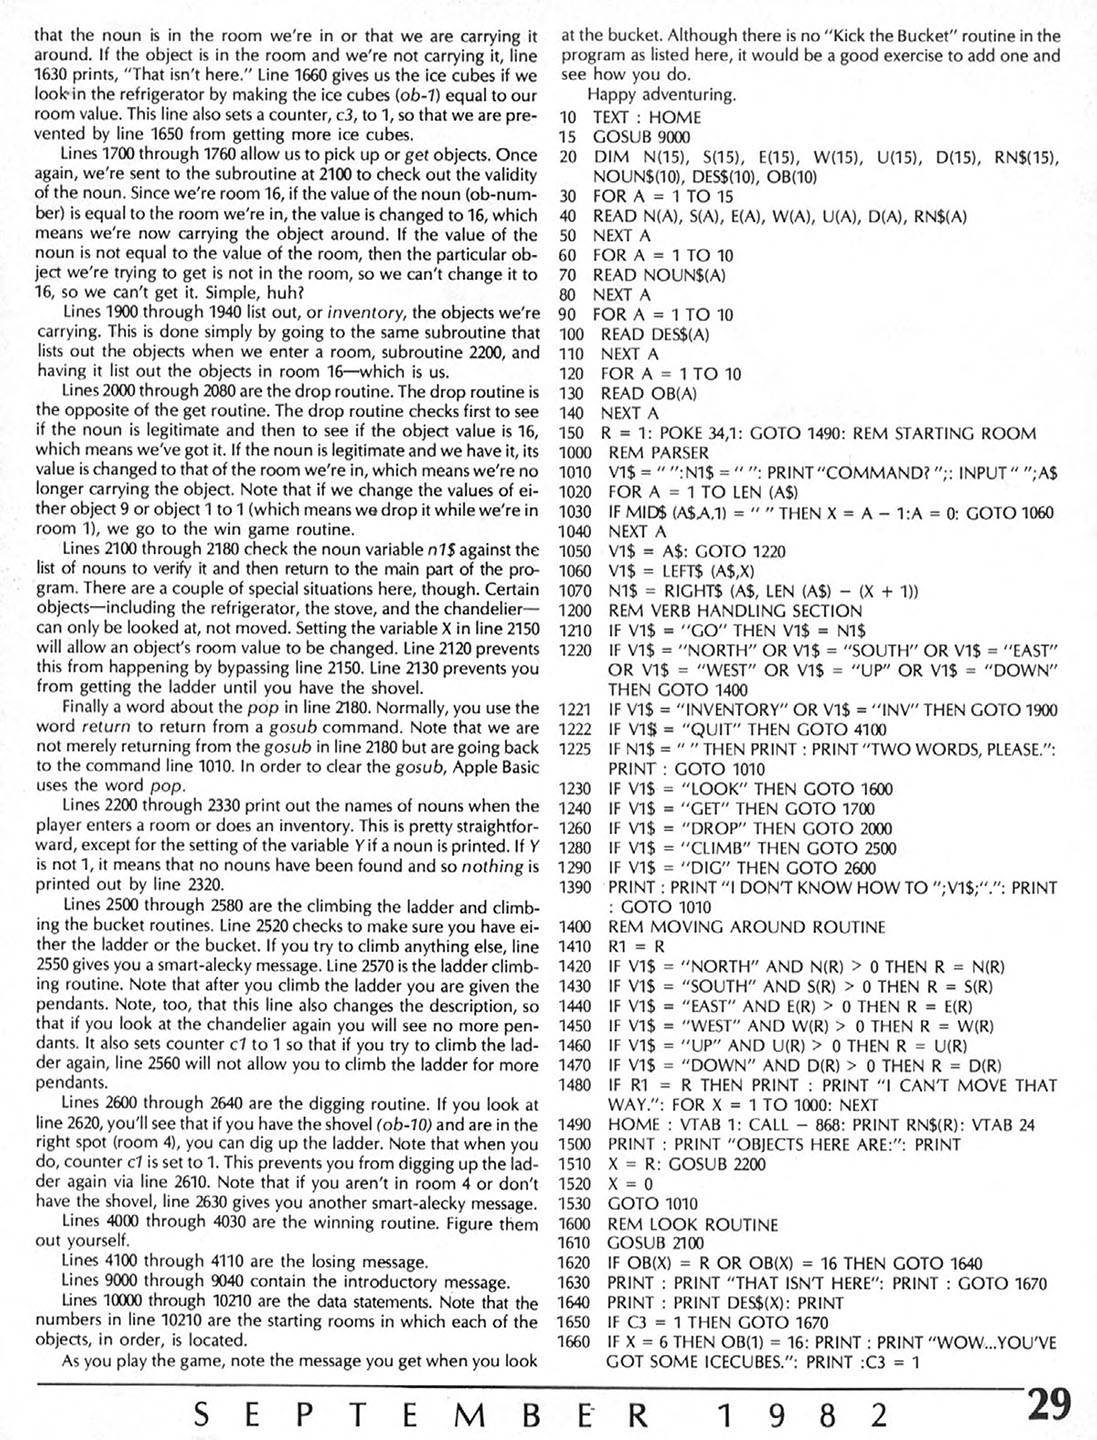 that the noun is in the room we're in or that we are carrying it
around. If the object is in the room and we're not carrying it, line
1630 prints, "That isn't here." Line 1660 gives us the ice cubes if we
look in the refrigerator by making the ice cubes (ob-1) equal to our
room value. This line also sets a counter, c3, to 1, so that we are pre-
vented by line 1650 from getting more ice cubes.
Lines 1700 through 1760 allow us to pick up or get objects. Once
again, we're sent to the subroutine at 2100 to check out the validity
of the noun. Since we're room 16, if the value of the noun (ob-num-
ber) is equal to the room we're in, the value is changed to 16, which
means we're now carrying the object around. If the value of the
noun is not equal to the value of the room, then the particular ob-
ject we're trying to get is not in the room, so we can't change it to
16, so we can't get it. Simple, huh?
Lines 1900 through 1940 list out, or inventory, the objects we're
carrying. This is done simply by going to the same subroutine that
lists out the objects when we enter a room, subroutine 2200, and
having it list out the objects in room 16—which is us.
Lines 2000 through 2080 are the drop routine. The drop routine is
the opposite of the get routine. The drop routine checks first to see
if the noun is legitimate and then to see if the object value is 16,
which means we've got it. If the noun is legitimate and we have it, its
value is changed to that of the room we're in, which means we're no
longer carrying the object. Note that if we change the values of ei-
ther object 9 or object 1 to 1 (which means we drop it while we're in
room 1), we go to the win game routine.
Lines 2100 through 2180 check the noun variable n1$ against the
list of nouns to verify it and then return to the main part of the pro-
gram. There are a couple of special situations here, though. Certain
objects—including the refrigerator, the stove, and the chandelier—
can only be looked at, not moved. Setting the variable X in line 2150
will allow an object's room value to be changed. Line 2120 prevents
this from happening by bypassing line 2150. Line 2130 prevents you
from getting the ladder until you have the shovel.
Finally a word about the pop in line 2180. Normally, you use the
word return to return from a gosub command. Note that we are
not merely returning from the gosub in line 2180 but are going back
to the command line 1010. In order to clear the gosub, Apple Basic
uses the word pop.
Lines 2200 through 2330 print out the names of nouns when the
player enters a room or does an inventory. This is pretty straightfor-
ward, except for the setting of the variable Y if a noun is printed. If Y
is not 1, it means that no nouns have been found and so nothing is
printed out by line 2320.
Lines 2500 through 2580 are the climbing the ladder and climb-
ing the bucket routines. Line 2520 checks to make sure you have ei-
ther the ladder or the bucket. If you try to climb anything else, line
2550 gives you a smart-alecky message. Line 2570 is the ladder climb-
ing routine. Note that after you climb the ladder you are given the
pendants. Note, too, that this line also changes the description, so
that if you look at the chandelier again you will see no more pen-
dants. It also sets counter c1 to 1 so that if you try to climb the lad-
der again, line 2560 will not allow you to climb the ladder for more
pendants.
Lines 2600 through 2640 are the digging routine. If you look at
line 2620, you'll see that if you have the shovel (ob-10) and are in the
right spot (room 4), you can dig up the ladder. Note that when you
do, counter c1 is set to 1. This prevents you from digging up the lad-
der again via line 2610. Note that if you aren't in room 4 or don't
have the shovel, line 2630 gives you another smart-alecky message.
Lines 4000 through 4030 are the winning routine. Figure them
out yourself.
Lines 4100 through 4110 are the losing message.
Lines 9000 through 9040 contain the introductory message.
Lines 10000 through 10210 are the data statements. Note that the
numbers in line 10210 are the starting rooms in which each of the
objects, in order, is located.
As you play the game, note the message you get when you look
at the bucket. Although there is no "Kick the Bucket" routine in the
program as listed here, it would be a good exercise to add one and
see how you do.
Happy adventuring.
10 TEXT : HOME
15 GOSUB 9000
20 DIM N(15), S(15), E(15), W(15), U(15), D(15), RN$(15),
NOUN$(10), DES$(10), OB(10)
30 FOR A = 1 TO 15
40 READ N(A), S(A), E(A), W(A), U(A), D(A), RN$(A)
50 NEXT A
60 FOR A = 1 TO 10
70 READ NOUN$(A)
80 NEXT A
90 FOR A = 1 TO 10
100 READ DES$(A)
110 NEXT A
120 FOR A = 1 TO 10
130 READ OB(A)
140 NEXT A
150 R = 1: POKE 34,1: GOTO 1490: REM STARTING ROOM
1000 REM PARSER
1010 V1$ = " ":N1$ = " ": PRINT "COMMAND? ";: INPUT " ";A$
1020 FOR A = 1 TO LEN (A$)
1030 IF MID$ (A$,A,1) = " " THEN X = A – 1:A = 0: GOTO 1060
1040 NEXT A
1050 V1$ = A$: GOTO 1220
1060 V1$ = LEFT$ (A$,X)
1070 N1$ = RIGHT$ (A$, LEN (A$) – (X + 1))
1200 REM VERB HANDLING SECTION
1210 IF V1$ = "GO" THEN V1$ = N1$
1220 IF V1$ = "NORTH" OR V1$ = "SOUTH" OR V1$ = "EAST"
OR V1$ = "WEST" OR V1$ = "UP" OR V1$ = "DOWN"
THEN GOTO 1400
1221 IF V1$ = "INVENTORY" OR V1$ = "INV" THEN GOTO 1900
1222 IF V1$ = "QUIT" THEN GOTO 4100
1225 IF N1$ = " " THEN PRINT : PRINT "TWO WORDS, PLEASE.":
PRINT : GOTO 1010
1230 IF V1$ = "LOOK" THEN GOTO 1600
1240 IF V1$ = "GET" THEN GOTO 1700
1260 IF V1$ = "DROP" THEN GOTO 2000
1280 IF V1$ = "CLIMB" THEN GOTO 2500
1290 IF V1$ = "DIG" THEN GOTO 2600
1390 PRINT : PRINT "I DON'T KNOW HOW TO ";V1$;".": PRINT
: GOTO 1010
1400 REM MOVING AROUND ROUTINE
1410 R1 = R
1420 IF V1$ = "NORTH" AND N(R) > 0 THEN R = N(R)
1430 IF V1$ = "SOUTH" AND S(R) > 0 THEN R = S(R)
1440 IF V1$ = "EAST" AND E(R) > 0 THEN R = E(R)
1450 IF V1$ = "WEST" AND W(R) > 0 THEN R = W(R)
1460 IF V1$ = "UP" AND U(R) > 0 THEN R = U(R)
1470 IF V1$ = "DOWN" AND D(R) > 0 THEN R = D(R)
1480 IF R1 = R THEN PRINT : PRINT "I CAN'T MOVE THAT
WAY.": FOR X = 1 TO 1000: NEXT
1490 HOME : VTAB 1: CALL – 868: PRINT RN$(R): VTAB 24
1500 PRINT : PRINT "OBJECTS HERE ARE:": PRINT
1510 X = R: GOSUB 2200
1520 X = 0
1530 GOTO 1010
1600 REM LOOK ROUTINE
1610 GOSUB 2100
1620 IF OB(X) = R OR OB(X) = 16 THEN GOTO 1640
1630 PRINT : PRINT "THAT ISN'T HERE": PRINT : GOTO 1670
1640 PRINT : PRINT DES$(X): PRINT
1650 IF C3 = 1 THEN GOTO 1670
1660 IF X = 6 THEN OB(1) = 16: PRINT : PRINT "WOW...YOU'VE
GOT SOME ICECUBES.": PRINT :C3 = 1
SEPTEMBER 1982 29